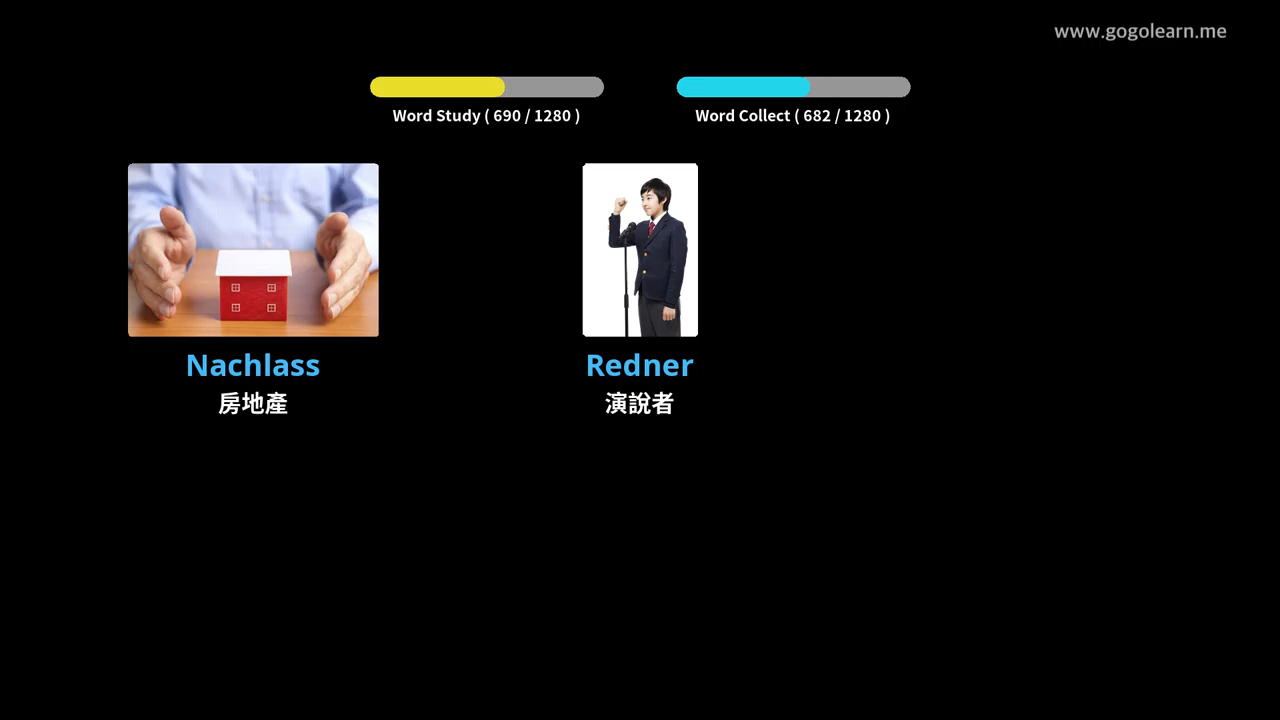 www.gogolearn.me
Word Study ( 690 / 1280 )
Word Collect ( 682 / 1280 )
Nachlass
房地產
Redner
演說者